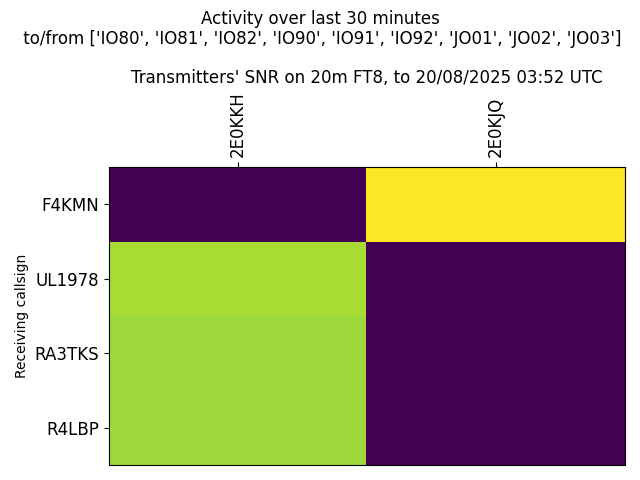 Activity over last 30 minutes
to/from ['IO80', 'IO81', 'IO82', 'IO90', 'IO91', 'IO92', 'JO01', 'JO02', 'JO03']
Transmitters' SNR on 20m FT8, to 20/08/2025 03:52 UTC
2E0KKH
2E0KJQ
F4KMN
UL1978
RA3TKS
R4LBP
Receiving callsign